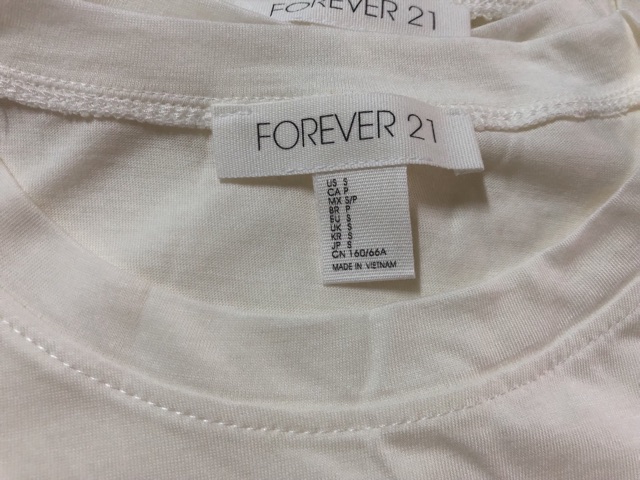 FOREVER 21
FOREVER 21
US S
CA P
MX S/P
BR P
EU S
UK S
KR S
JP S
CN 160/66A
MADE IN VIETNAM